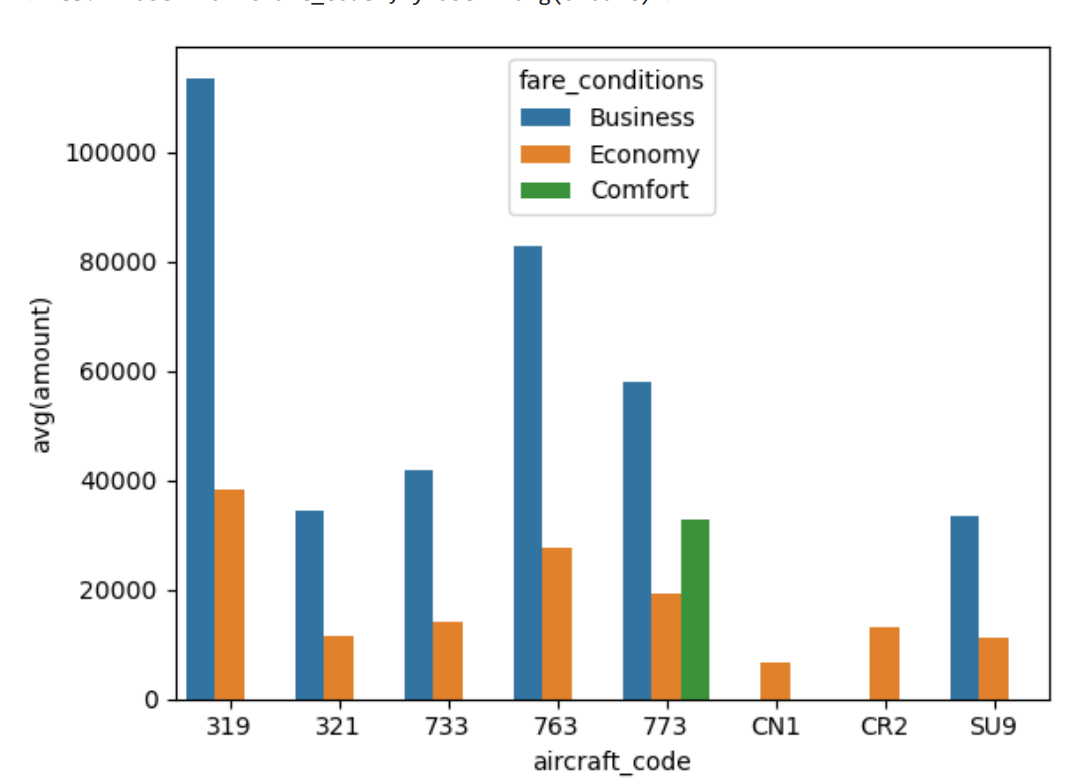 fare_conditions
Business
Economy
Comfort
100000
80000
60000
40000
20000
0
avg(amount)
319 321 733 763 773 CN1 CR2 SU9
aircraft_code